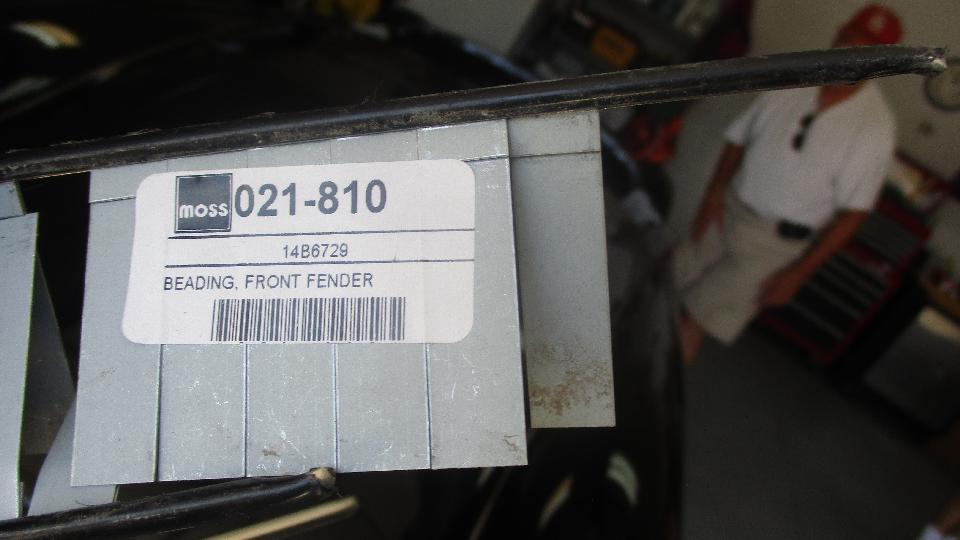 moss 021-810
14B6729
BEADING, FRONT FENDER